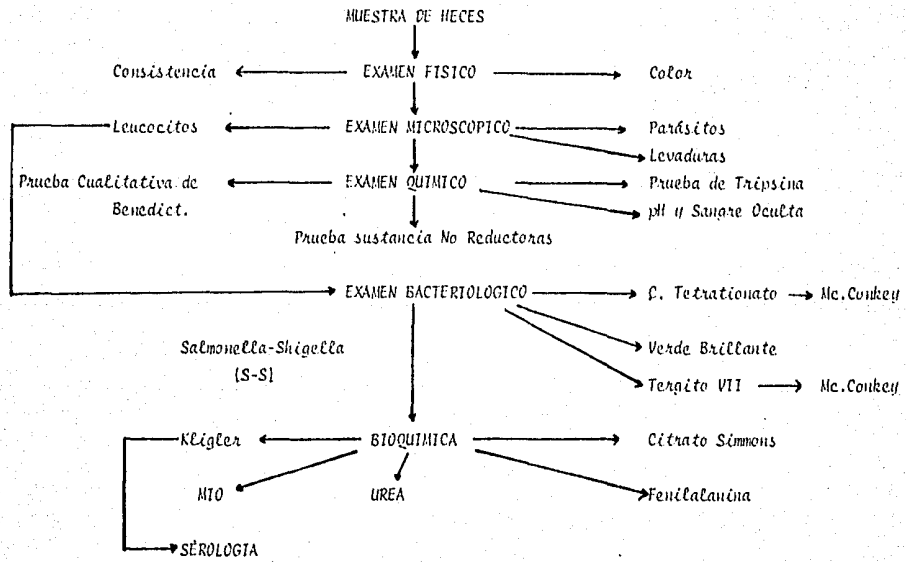 MUESTRA DE HECES
Consistencia EXAMEN FISICO Color
Leucocitos EXAMEN MICROSCOPICO Parásitos
Levaduras
Prueba Cualitativa de EXAMEN QUIMICO Prueba de Tripsina
Benedict. pH y Sangre Oculta
Prueba sustancia No Reductoras
EXAMEN BACTERIOLOGICO C. Tetrationato Mc.Conkey
Salmonella-Shigella Verde Brillante
(S-S)
Tergito VII Mc.Conkey
Kligler BIOQUIMICA Citrato Simmons
MIO UREA Fenilalanina
SEROLOGIA